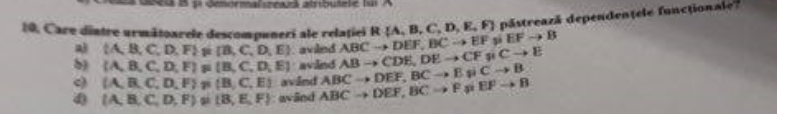 B și denormalizează atributele lui A
10. Care dintre următoarele descompuneri ale relației R {A, B, C, D, E, F} păstrează dependențele funcționale?
a) {A, B, C, D, F} și {B, C, D, E} având ABC → DEF, BC → EF și EF → B
b) {A, B, C, D, F} și {B, C, D, E} având AB → CDE, DE → CF și C → E
c) {A, B, C, D, F} și {B, C, E} având ABC → DEF, BC → E și C → B
d) {A, B, C, D, F} și {B, E, F} având ABC → DEF, BC → F și EF → B